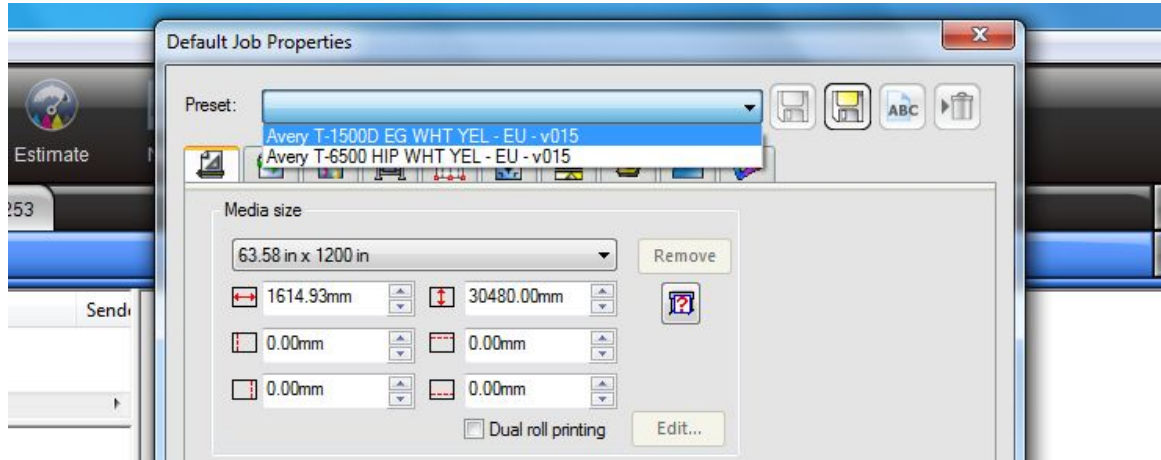 Default Job Properties
Preset:
ABC
Avery T-1500D EG WHT YEL - EU - v015
Avery T-6500 HIP WHT YEL - EU - v015
Estimate
253
Media size
63.58 in x 1200 in
Remove
1614.93mm
30480.00mm
?
Send
0.00mm
0.00mm
0.00mm
0.00mm
Dual roll printing
Edit...